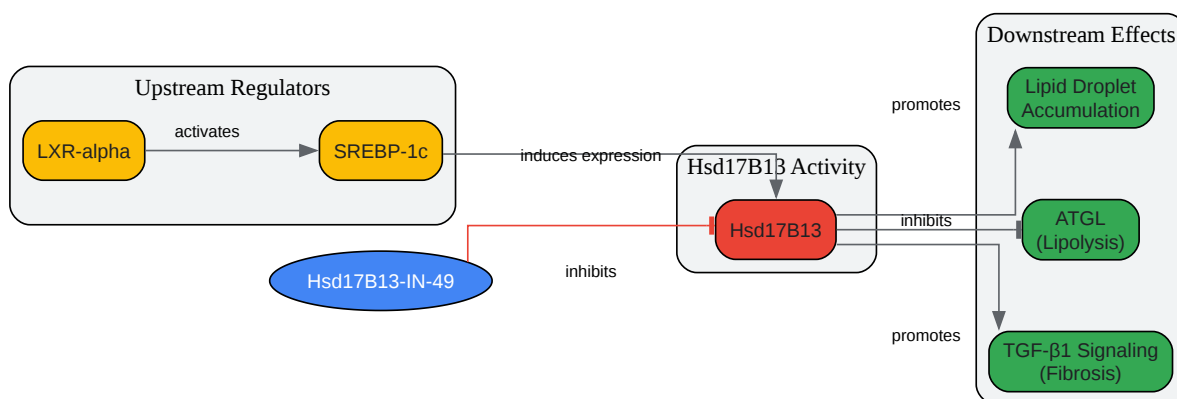 Downstream Effects
Upstream Regulators
Lipid Droplet
Accumulation
promotes
activates
LXR-alpha
SREBP-1c
induces expression
Hsd17B13 Activity
Hsd17B13
inhibits
ATGL
(Lipolysis)
Hsd17B13-IN-49
inhibits
promotes
TGF-β1 Signaling
(Fibrosis)